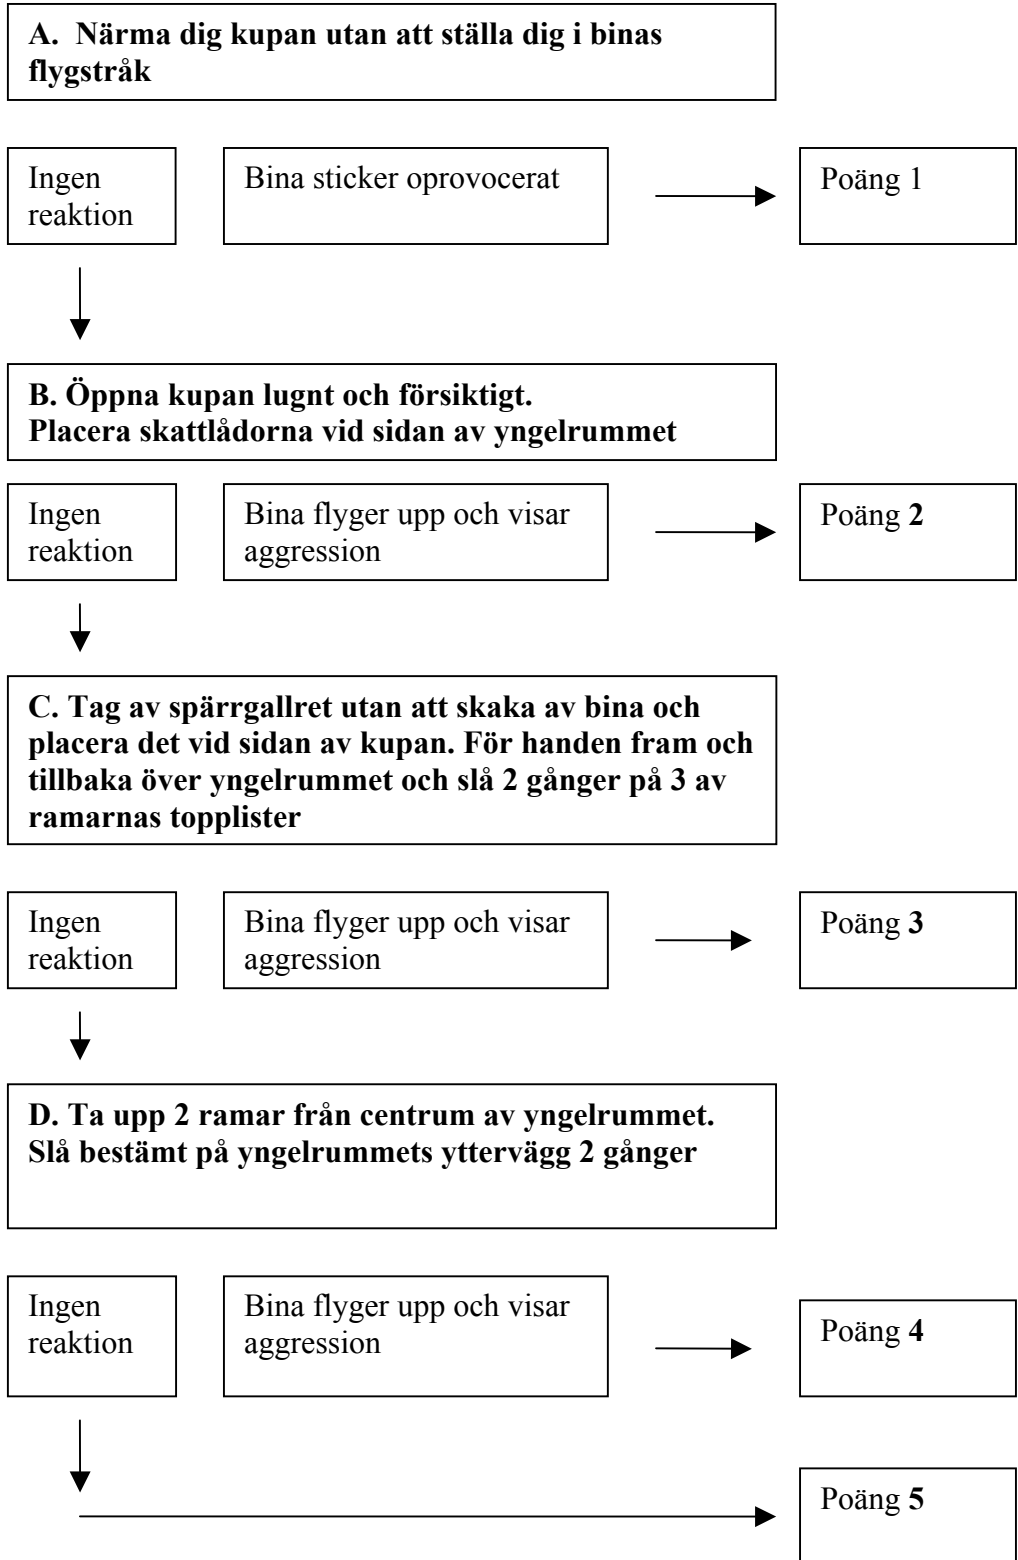 A. Närma dig kupan utan att ställa dig i binas
flygstråk
Ingen
reaktion
Bina sticker oprovocerat
Poäng 1
B. Öppna kupan lugnt och försiktigt.
Placera skattlådorna vid sidan av yngelrummet
Ingen
reaktion
Bina flyger upp och visar
aggression
Poäng 2
C. Tag av spärrgallret utan att skaka av bina och
placera det vid sidan av kupan. För handen fram och
tillbaka över yngelrummet och slå 2 gånger på 3 av
ramarnas topplister
Ingen
reaktion
Bina flyger upp och visar
aggression
Poäng 3
D. Ta upp 2 ramar från centrum av yngelrummet.
Slå bestämt på yngelrummets yttervägg 2 gånger
Ingen
reaktion
Bina flyger upp och visar
aggression
Poäng 4
Poäng 5